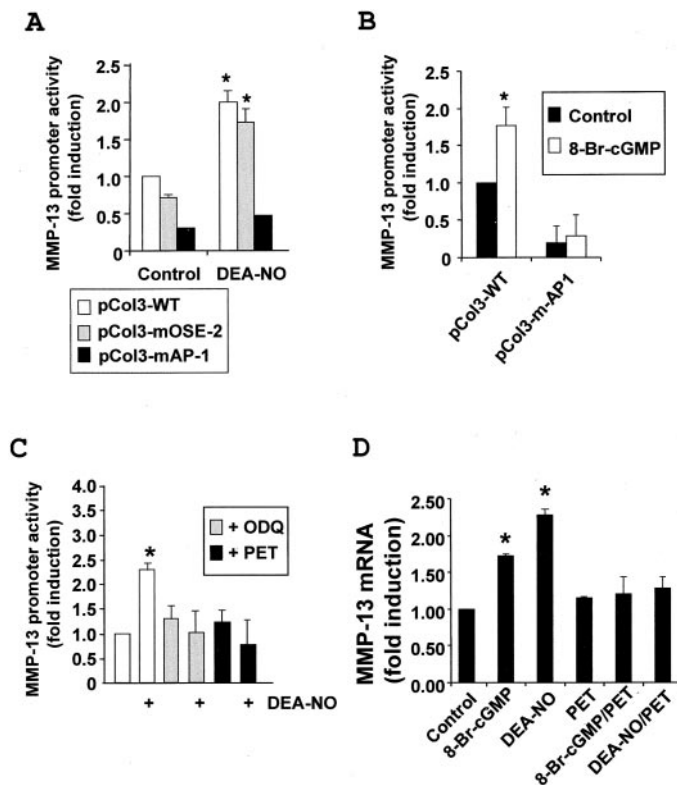 A
MMP-13 promoter activity
(fold induction)
2.5
2.0
1.5
1.0
0.5
0
*
*
Control
DEA-NO
pCol3-WT
pCol3-mOSE-2
pCol3-mAP-1
B
MMP-13 promoter activity
(fold induction)
2.5
2.0
1.5
1.0
0.5
0
*
Control
8-Br-cGMP
pCol3-WT
pCol3-m-AP1
C
MMP-13 promoter activity
(fold induction)
4.0
3.5
3.0
2.5
2.0
1.5
1.0
0.5
0
*
+ ODQ
+ PET
+ + + DEA-NO
D
MMP-13 mRNA
(fold induction)
2.50
2.00
1.50
1.00
0.00
*
*
Control
8-Br-cGMP
DEA-NO
PET
8-Br-cGMP/PET
DEA-NO/PET